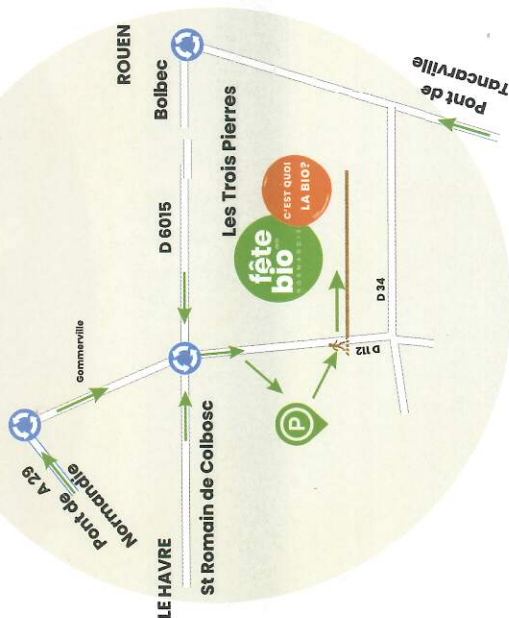 ROUEN
Bolbec
D 6015
Les Trois Pierres
C'EST QUOI
LA BIO?
fête
bio
NORMANDIE
Gommerville
D 34
D 112
P
Pont de
Tancarville
A 29
Pont de
Normandie
LE HAVRE
St Romain de Colbosc